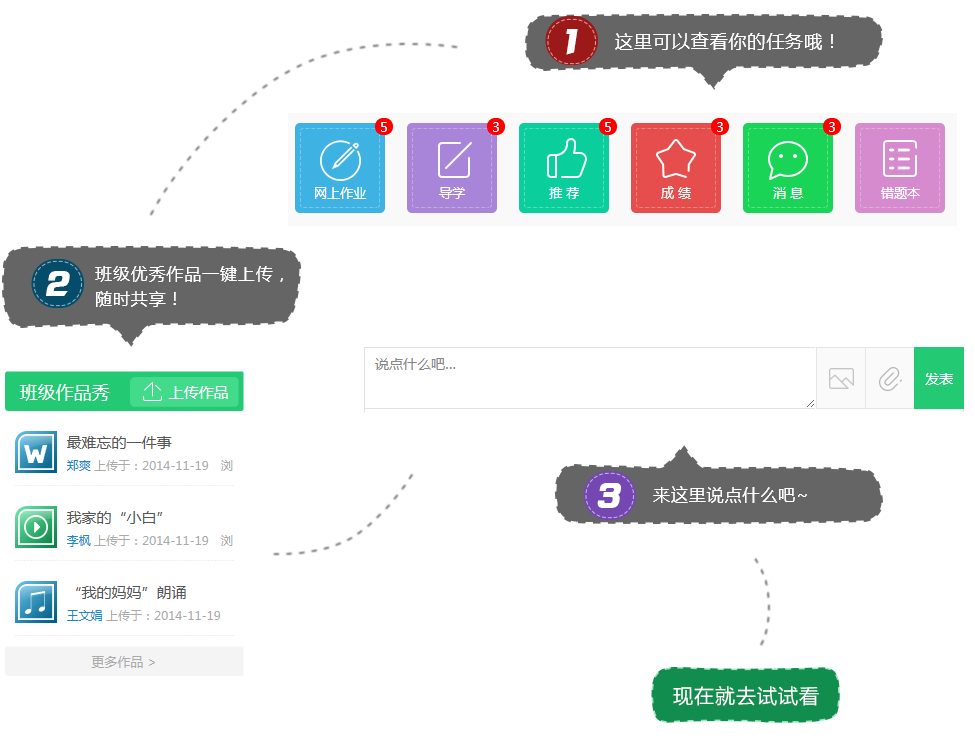 1
这里可以查看你的任务哦！
5
3
5
3
3
网上作业
导学
推 荐
成 绩
消 息
错题本
2
班级优秀作品一键上传，
随时共享！
说点什么吧...
发表
班级作品秀
上传作品
W
最难忘的一件事
郑爽 上传于：2014-11-19 浏
我家的“小白”
李枫 上传于：2014-11-19 浏
“我的妈妈”朗诵
王文娟 上传于：2014-11-19
更多作品 >
3
来这里说点什么吧~
现在就去试试看